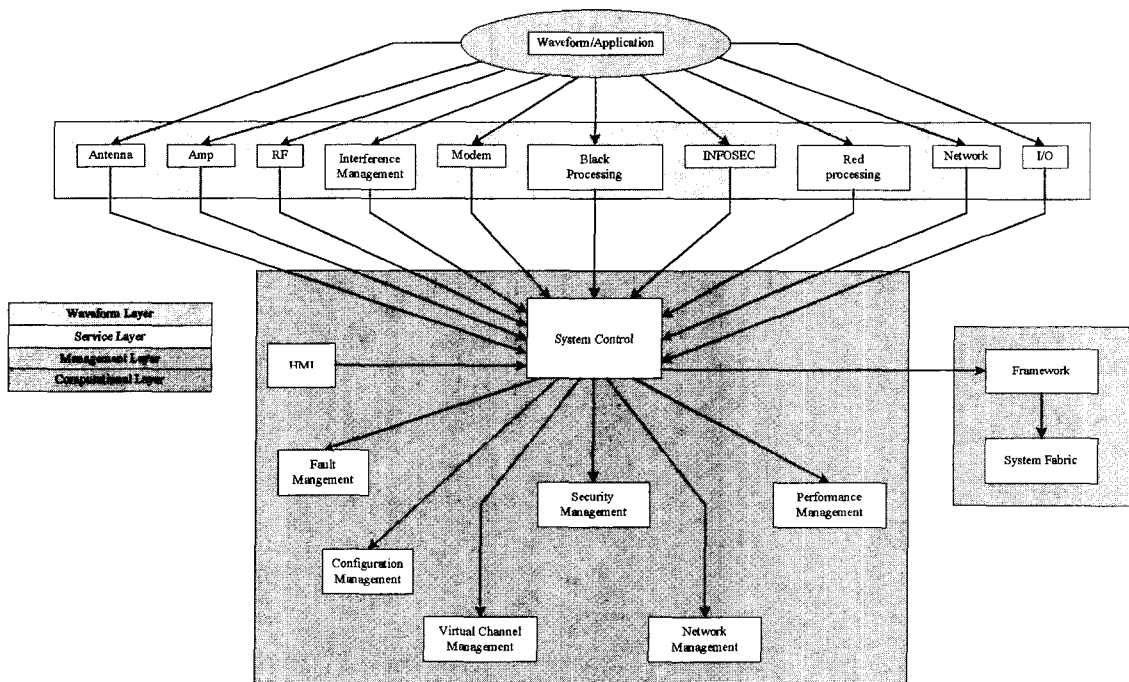 Waveform/Application
Antenna
Amp
RF
Interference
Management
Modem
Black
Processing
INFOSEC
Red
processing
Network
I/O
Waveform Layer
Service Layer
Management Layer
Computational Layer
System Control
HMI
Framework
System Fabric
Fault
Mangement
Security
Management
Performance
Management
Configuration
Management
Virtual Channel
Management
Network
Management